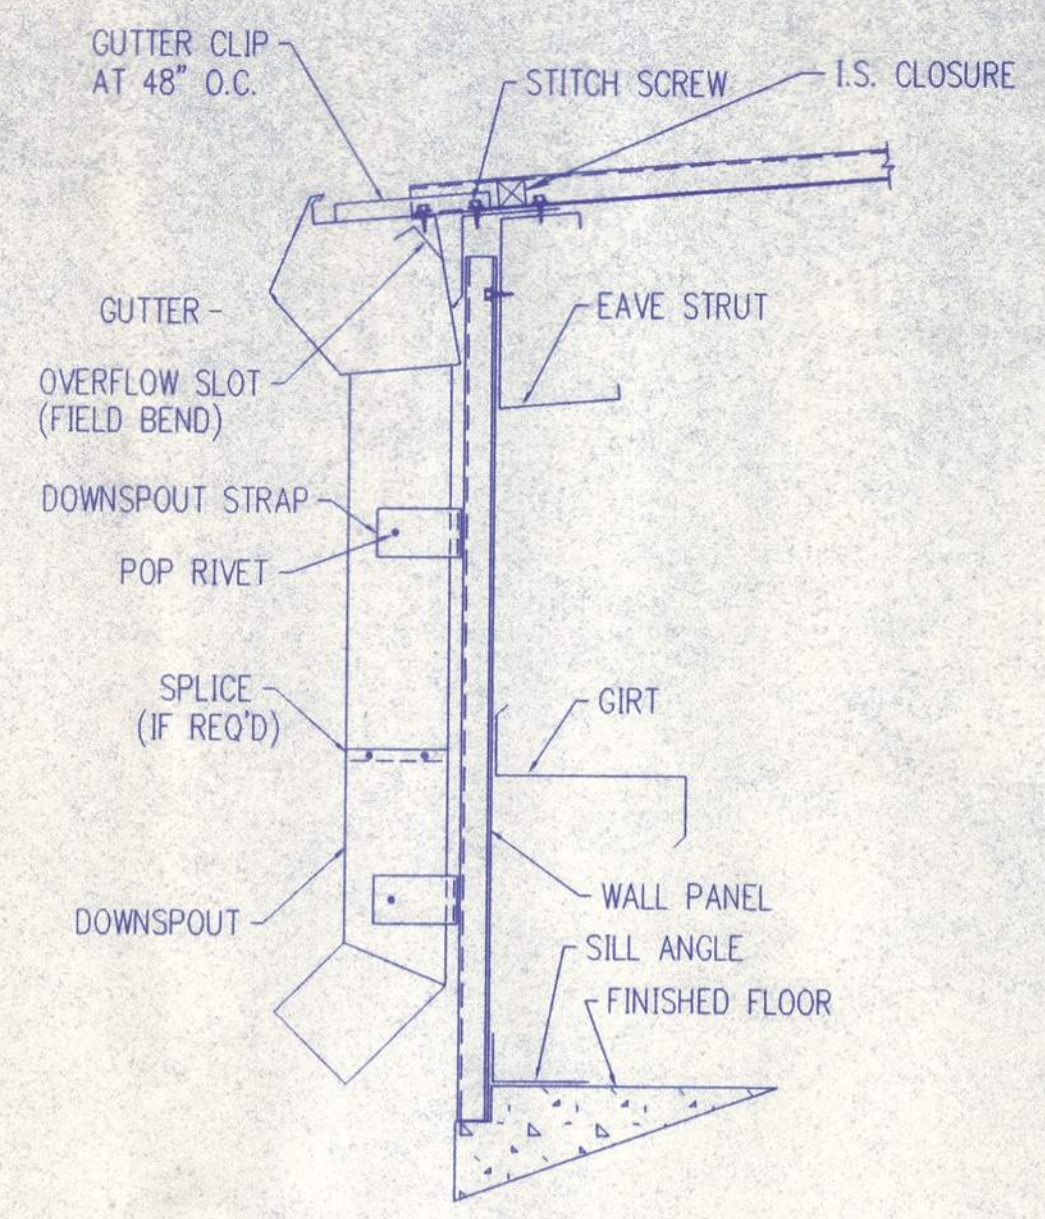 GUTTER CLIP
AT 48" O.C.
STITCH SCREW
I.S. CLOSURE
GUTTER
EAVE STRUT
OVERFLOW SLOT
(FIELD BEND)
DOWNSPOUT STRAP
POP RIVET
SPLICE
(IF REQ'D)
GIRT
DOWNSPOUT
WALL PANEL
SILL ANGLE
FINISHED FLOOR